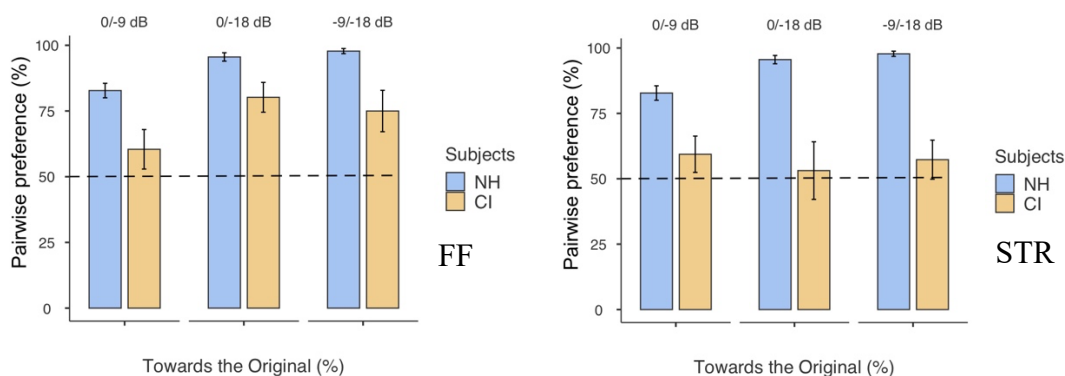 0/-9 dB 0/-18 dB -9/-18 dB
100
75
50
25
0
Pairwise preference (%)
Subjects
NH
CI
FF
Towards the Original (%)
0/-9 dB 0/-18 dB -9/-18 dB
100
75
50
25
0
Pairwise preference (%)
Subjects
NH
CI
STR
Towards the Original (%)